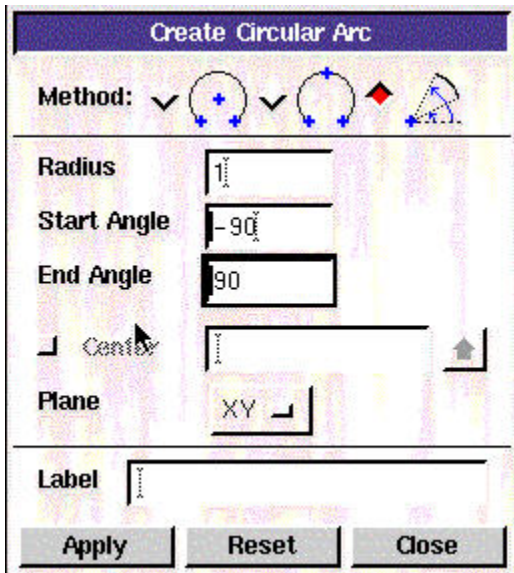 Create Circular Arc
Method:
Radius 1
Start Angle -90
End Angle 90
Center
Plane XY
Label
Apply Reset Close